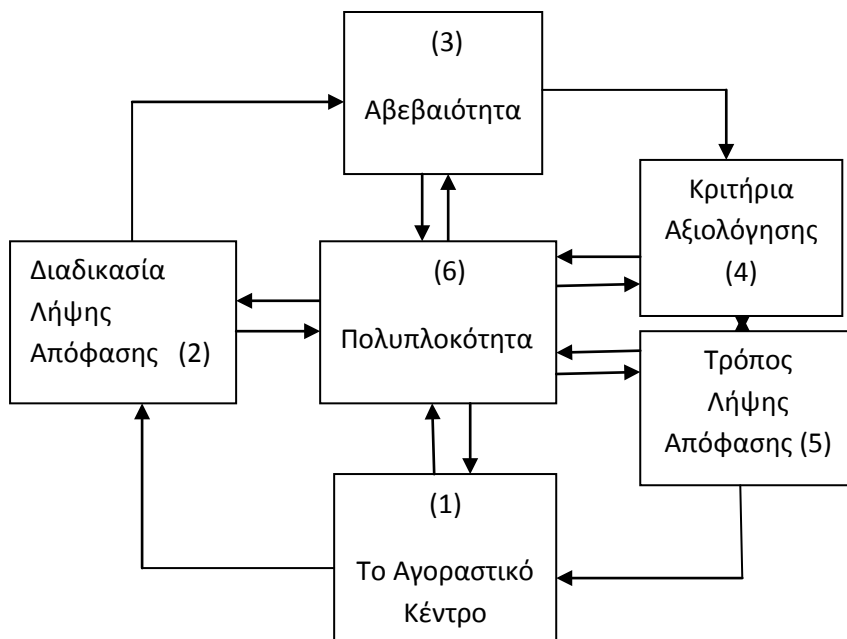 (3)
Αβεβαιότητα
Κριτήρια
Αξιολόγησης
(4)
Διαδικασία
Λήψης
Απόφασης (2)
(6)
Πολυπλοκότητα
Τρόπος
Λήψης
Απόφασης (5)
(1)
Το Αγοραστικό
Κέντρο